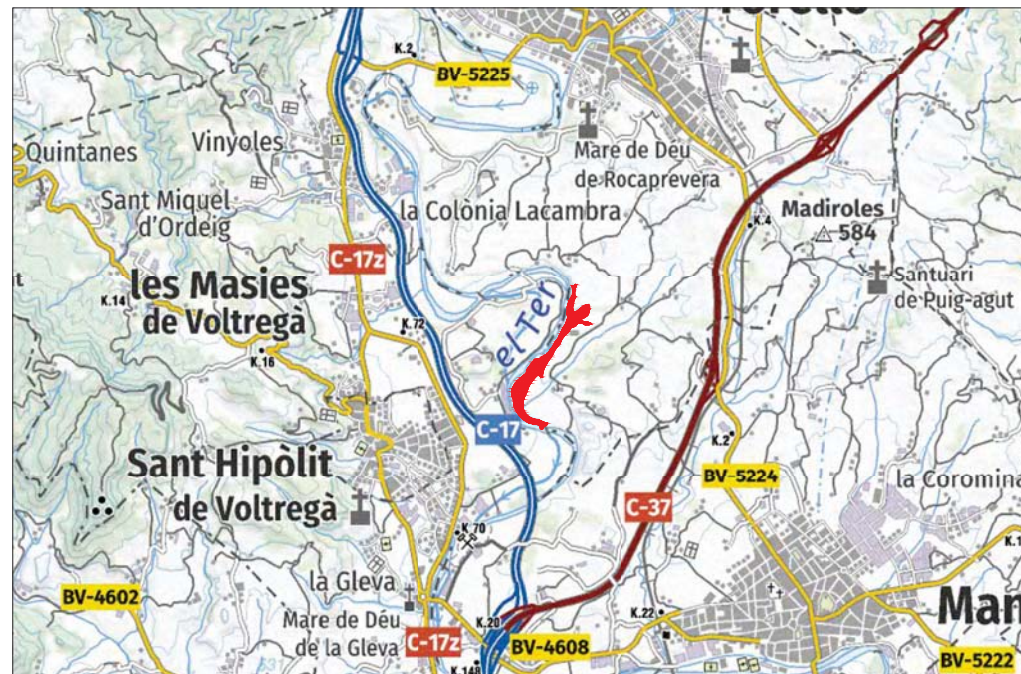 K.2
BV-5225
627
Quintanes
Vinyoles
Mare de Déu
de Rocaprevera
Sant Miquel
d'Ordeig
la Colònia Lacambra
Madiroles
584
K.4
C-17z
Santuari
de Puig-agut
les Masies
de Voltregà
K.14
K.72
K.16
el Ter
C-17
K.2
BV-5224
Sant Hipòlit
de Voltregà
la Coromina
C-37
K.70
K.1
la Gleva
BV-4602
Mare de Déu
de la Gleva
C-17z
K.20
K.22
BV-4608
K.148
Man
BV-5222